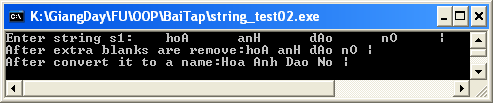 K:\GiangDay\FU\OOP\BaiTap\string_test02.exe
Enter string s1:    hoA       anH       dAo       nO      ¦
After extra blanks are remove:hoA anH dAo nO ¦
After convert it to a name:Hoa Anh Dao No ¦